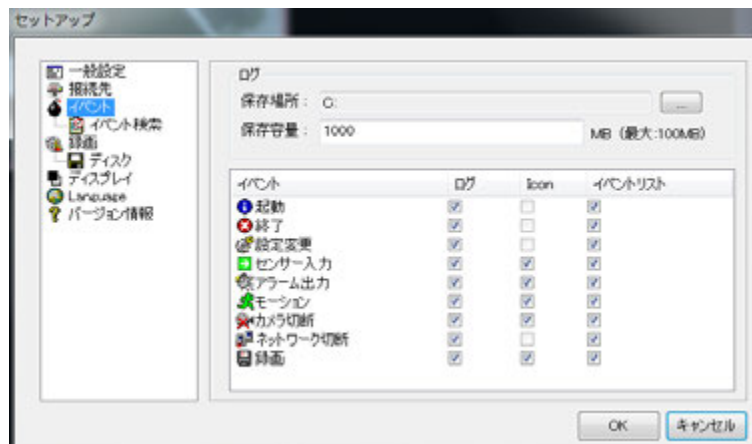 セットアップ
一般設定
接続先
イベント
イベント検索
録画
ディスク
ディスプレイ
Language
バージョン情報
ログ
保存場所： C:
...
保存容量： 1000 MB (最大:100MB)
イベント ログ Icon イベントリスト
起動
終了
設定変更
センサー入力
アラーム出力
モーション
カメラ切断
ネットワーク切断
録画
OK キャンセル